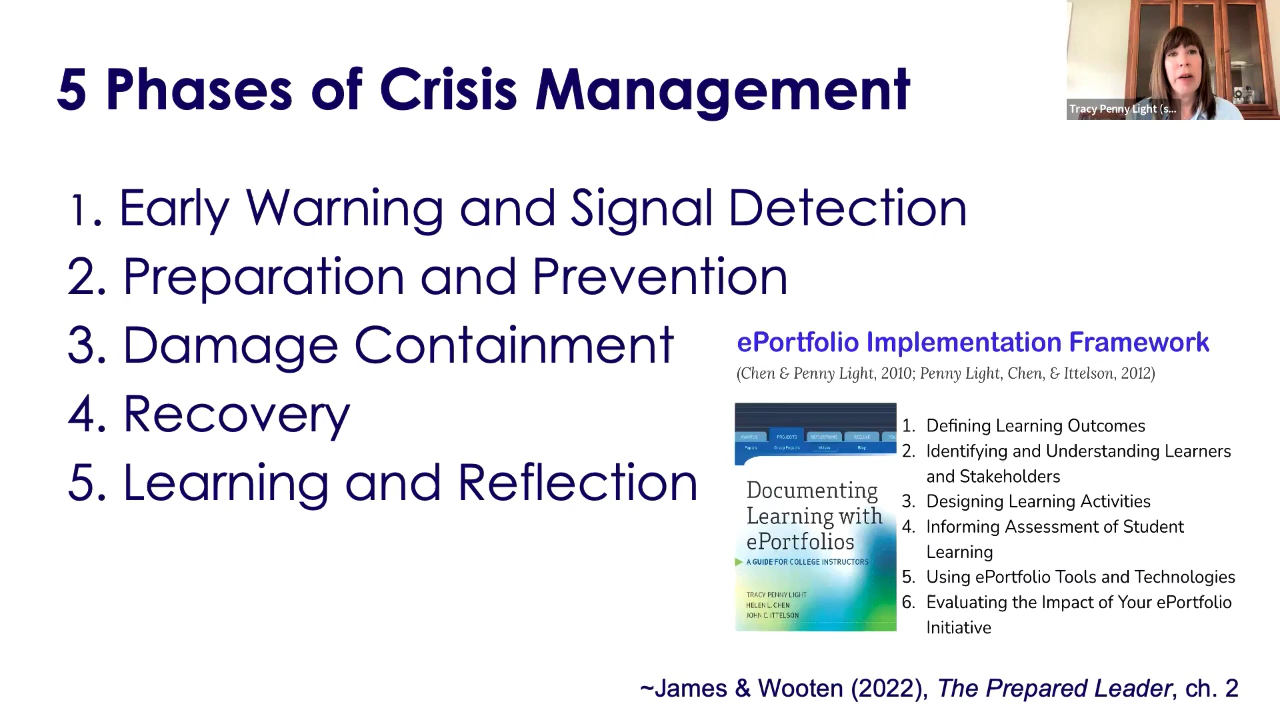 5 Phases of Crisis Management
Tracy Penny Light (s...
1. Early Warning and Signal Detection
2. Preparation and Prevention
3. Damage Containment
4. Recovery
5. Learning and Reflection
ePortfolio Implementation Framework
(Chen & Penny Light, 2010; Penny Light, Chen, & Ittelson, 2012)
PROJECTS
Documenting
Learning with
ePortfolios
A GUIDE FOR COLLEGE INSTRUCTORS
TRACY PENNY LIGHT
HELEN L. CHEN
JOHN C. ITTELSON
1. Defining Learning Outcomes
2. Identifying and Understanding Learners
and Stakeholders
3. Designing Learning Activities
4. Informing Assessment of Student
Learning
5. Using ePortfolio Tools and Technologies
6. Evaluating the Impact of Your ePortfolio
Initiative
~James & Wooten (2022), The Prepared Leader, ch. 2